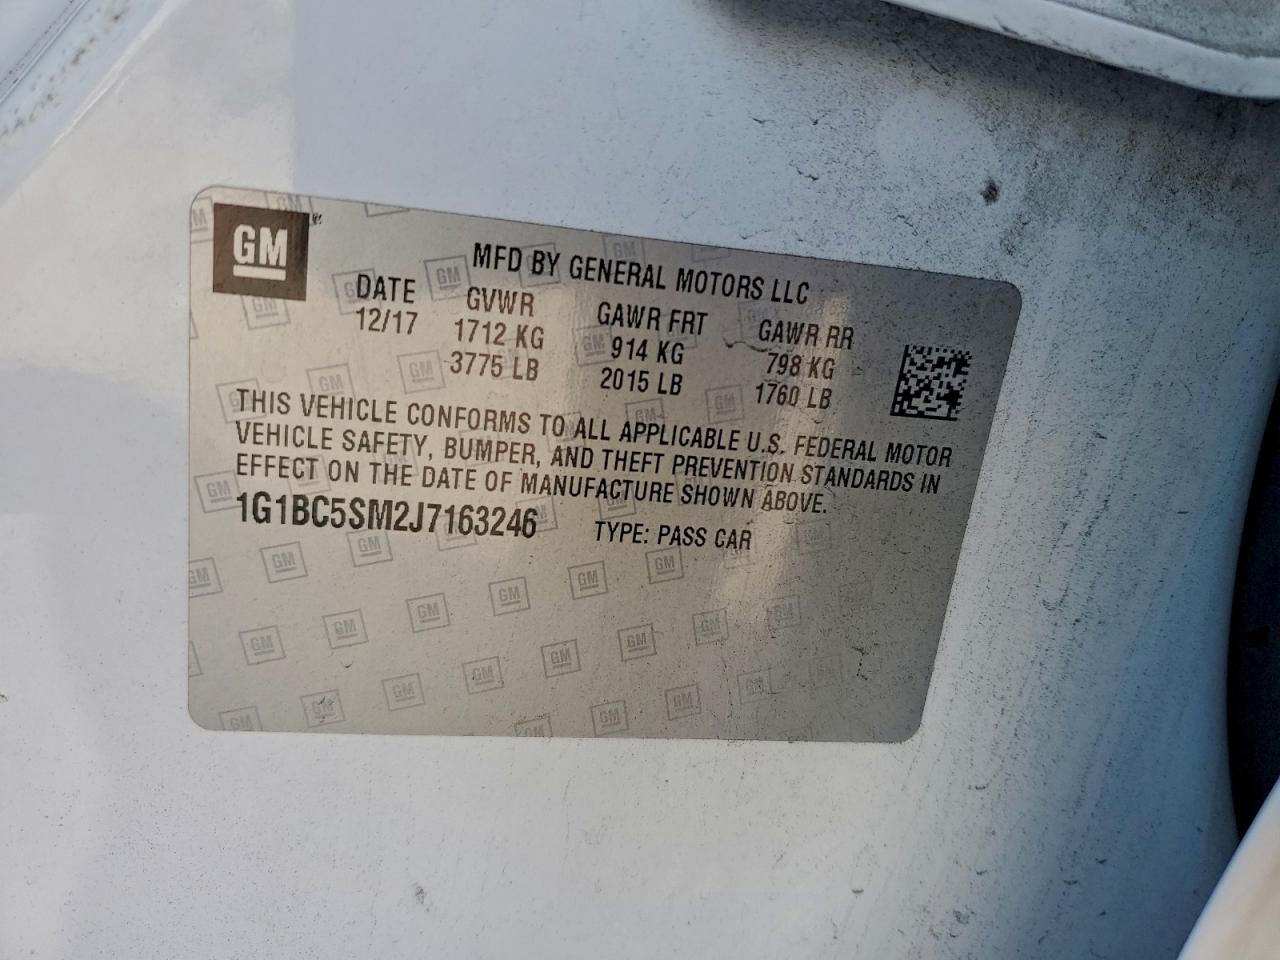 GM
MFD BY GENERAL MOTORS LLC
DATE GVWR GAWR FRT GAWR RR
12/17 1712 KG 914 KG 798 KG
3775 LB 2015 LB 1760 LB
THIS VEHICLE CONFORMS TO ALL APPLICABLE U.S. FEDERAL MOTOR
VEHICLE SAFETY, BUMPER, AND THEFT PREVENTION STANDARDS IN
EFFECT ON THE DATE OF MANUFACTURE SHOWN ABOVE.
1G1BC5SM2J7163246 TYPE: PASS CAR